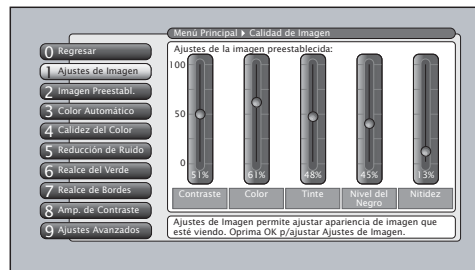 Menú Principal ▸ Calidad de Imagen
0 Regresar
1 Ajustes de Imagen
2 Imagen Preestabl.
3 Color Automático
4 Calidez del Color
5 Reducción de Ruido
6 Realce del Verde
7 Realce de Bordes
8 Amp. de Contraste
9 Ajustes Avanzados
Ajustes de la imagen preestablecida:
100
50
0
51% 61% 48% 45% 13%
Contraste Color Tinte Nivel del Negro Nitidez
Ajustes de Imagen permite ajustar apariencia de imagen que
esté viendo. Oprima OK p/ajustar Ajustes de Imagen.